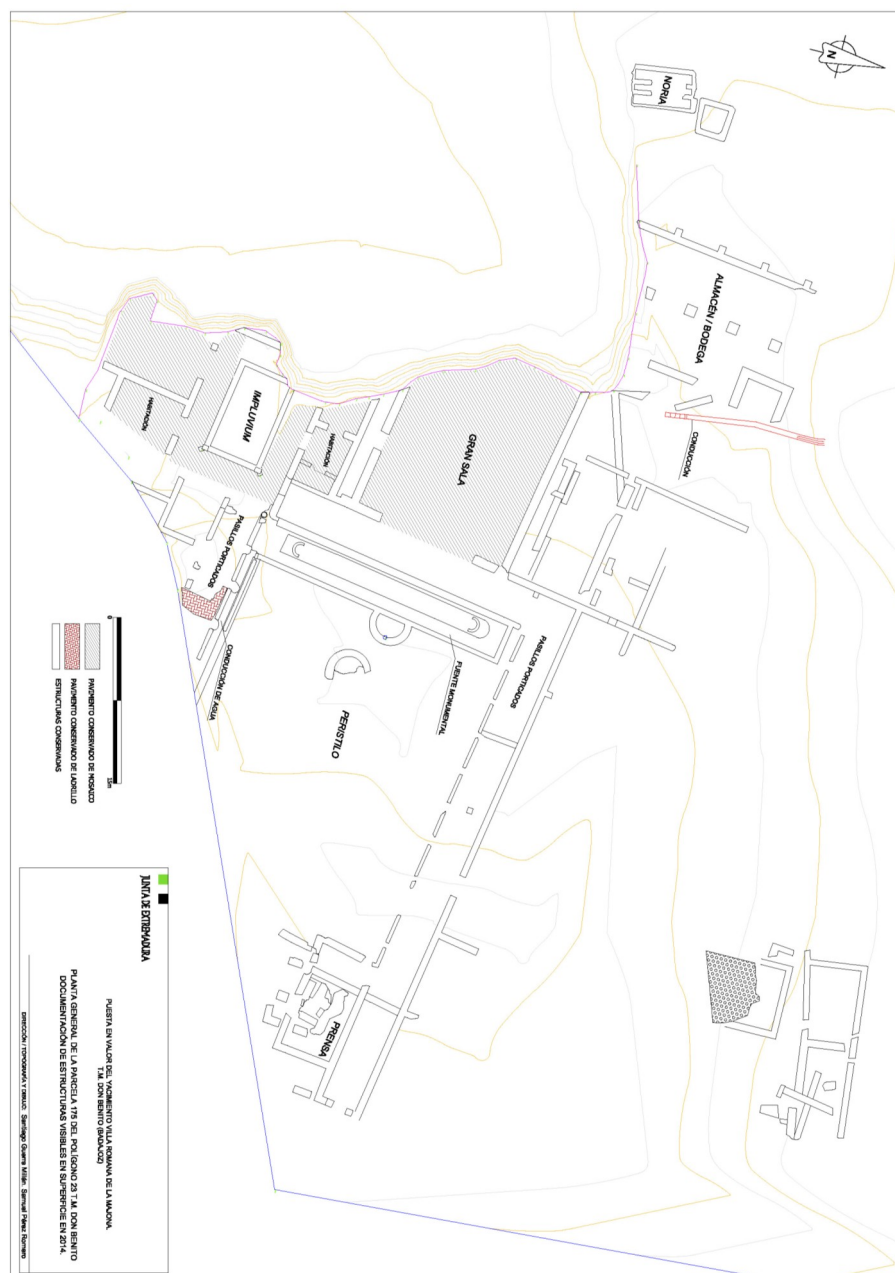 N
NORIA
ALMACÉN / BODEGA
CONDUCCIÓN
GRAN SALA
IMPLUVIUM
HABITACIÓN
HABITACIÓN
PASILLOS PORTICADOS
PASILLOS PORTICADOS
CONDUCCIÓN DE AGUA
FUENTE MONUMENTAL
PERISTILO
PRENSA
0
15m
PAVIMENTO CONSERVADO DE MOSAICO
PAVIMENTO CONSERVADO DE LADRILLO
ESTRUCTURAS CONSERVADAS
JUNTA DE EXTREMADURA
PUESTA EN VALOR DEL YACIMIENTO VILLA ROMANA DE LA MAJONA.
T.M. DON BENITO (BADAJOZ)
PLANTA GENERAL DE LA PARCELA 175 DEL POLÍGONO 23 T.M. DON BENITO
DOCUMENTACIÓN DE ESTRUCTURAS VISIBLES EN SUPERFICIE EN 2014.
DIRECCIÓN / TOPOGRAFÍA Y DIBUJO: Santiago Guerra Millán. Samuel Pérez Romero